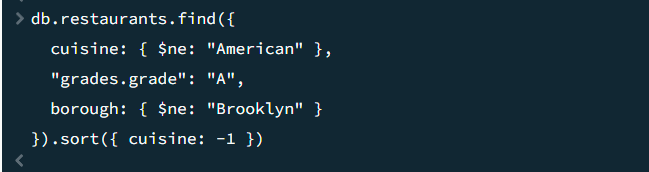 > db.restaurants.find({
cuisine: { $ne: "American" },
"grades.grade": "A",
borough: { $ne: "Brooklyn" }
}).sort({ cuisine: -1 })
<